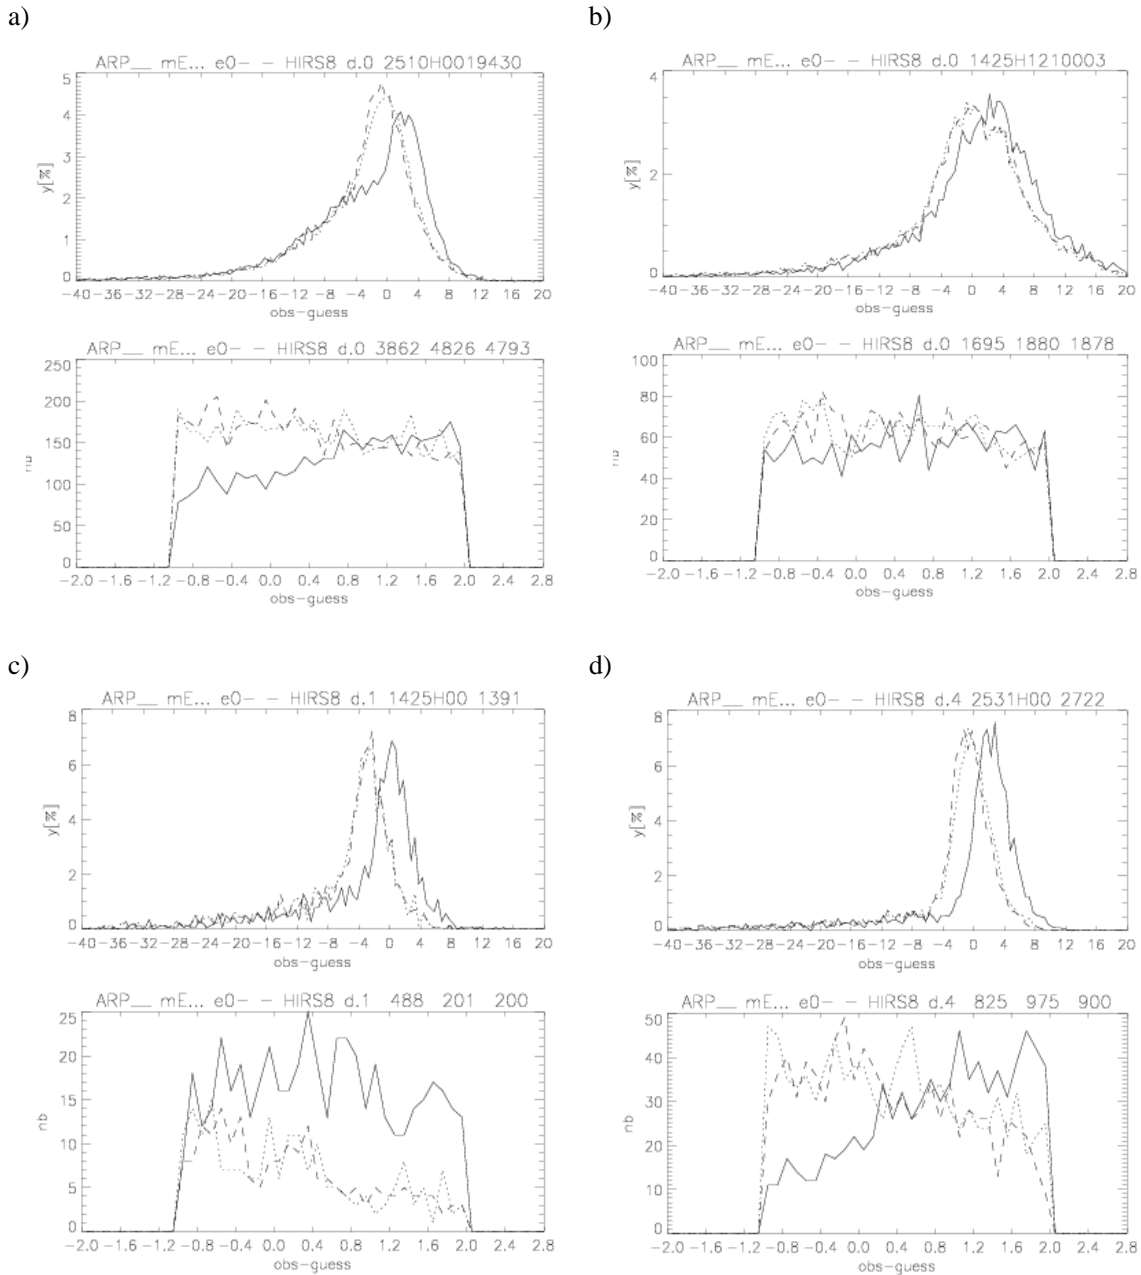 a)
b)
ARP__ mE... e0- - HIRS8 d.0 2510H0019430
5
4
3
2
1
0
y[%]
-40-36-32-28-24-20-16-12 -8 -4 0 4 8 12 16 20
obs-guess
ARP__ mE... e0- - HIRS8 d.0 1425H1210003
4
2
0
y[%]
-40-36-32-28-24-20-16-12 -8 -4 0 4 8 12 16 20
obs-guess
ARP__ mE... e0- - HIRS8 d.0 3862 4826 4793
250
200
150
100
50
0
nb
-2.0 -1.6 -1.2 -0.8 -0.4 0.0 0.4 0.8 1.2 1.6 2.0 2.4 2.8
obs-guess
ARP__ mE... e0- - HIRS8 d.0 1695 1880 1878
100
80
60
40
20
0
nb
-2.0 -1.6 -1.2 -0.8 -0.4 0.0 0.4 0.8 1.2 1.6 2.0 2.4 2.8
obs-guess
c)
d)
ARP__ mE... e0- - HIRS8 d.1 1425H00 1391
8
6
4
2
0
y[%]
-40-36-32-28-24-20-16-12 -8 -4 0 4 8 12 16 20
obs-guess
ARP__ mE... e0- - HIRS8 d.4 2531H00 2722
8
6
4
2
0
y[%]
-40-36-32-28-24-20-16-12 -8 -4 0 4 8 12 16 20
obs-guess
ARP__ mE... e0- - HIRS8 d.1 488 201 200
25
20
15
10
5
0
nb
-2.0 -1.6 -1.2 -0.8 -0.4 0.0 0.4 0.8 1.2 1.6 2.0 2.4 2.8
obs-guess
ARP__ mE... e0- - HIRS8 d.4 825 975 900
50
40
30
20
10
0
nb
-2.0 -1.6 -1.2 -0.8 -0.4 0.0 0.4 0.8 1.2 1.6 2.0 2.4 2.8
obs-guess